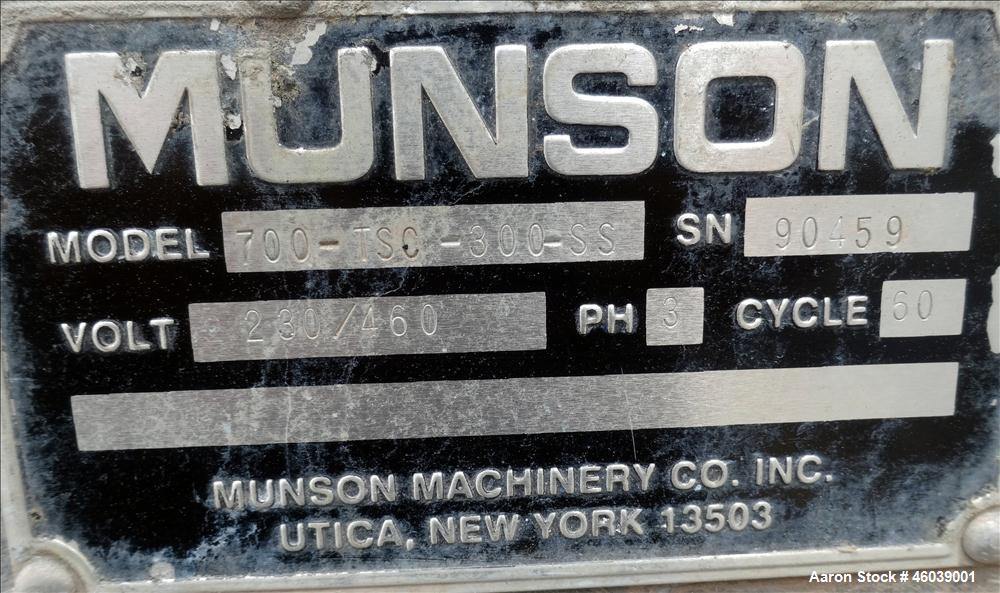 MUNSON
MODEL 700-TSC-300-SS SN 90459
VOLT 230/460 PH 3 CYCLE 60
MUNSON MACHINERY CO. INC.
UTICA, NEW YORK 13503
Aaron Stock # 46039001